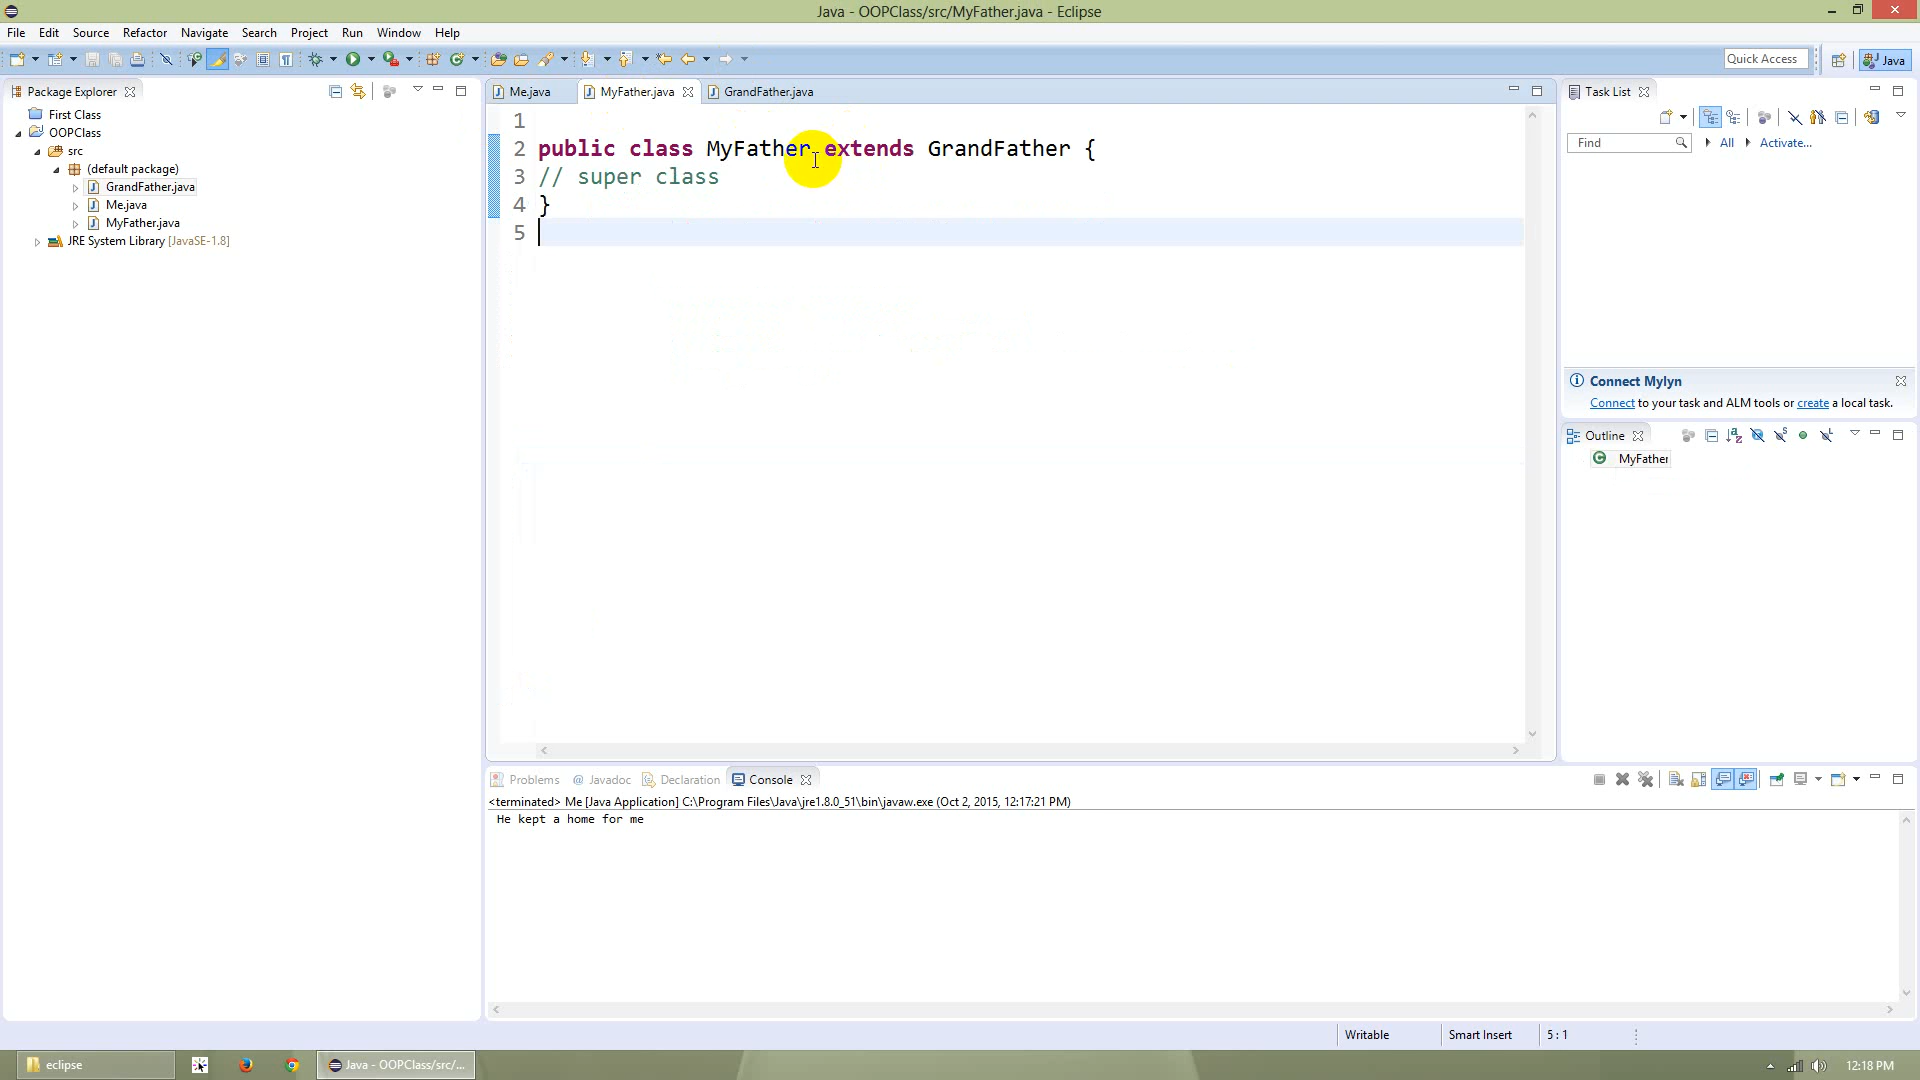 Java - OOPClass/src/MyFather.java - Eclipse
File Edit Source Refactor Navigate Search Project Run Window Help
Quick Access
Java
Package Explorer
First Class
OOPClass
src
(default package)
GrandFather.java
Me.java
MyFather.java
JRE System Library [JavaSE-1.8]
Me.java MyFather.java GrandFather.java
1
2 public class MyFather extends GrandFather {
3 // super class
4 }
5
Task List
Find All Activate...
Connect Mylyn
Connect to your task and ALM tools or create a local task.
Outline
MyFather
Problems @ Javadoc Declaration Console
<terminated> Me [Java Application] C:\Program Files\Java\jre1.8.0_51\bin\javaw.exe (Oct 2, 2015, 12:17:21 PM)
He kept a home for me
Writable Smart Insert 5 : 1
eclipse Java - OOPClass/src/... 12:18 PM